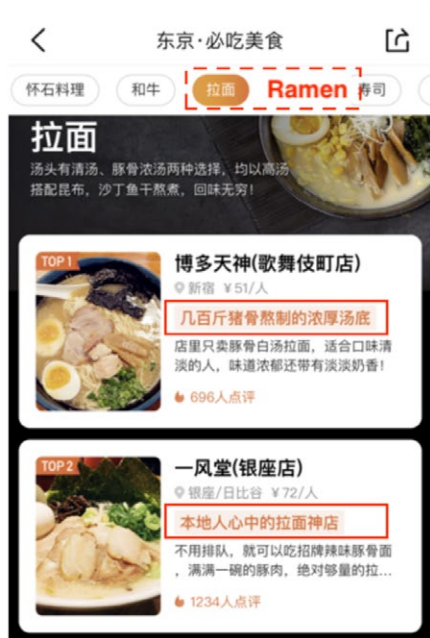 东京·必吃美食
怀石料理 和牛 拉面 Ramen 寿司
拉面
汤头有清汤、豚骨浓汤两种选择，均以高汤
搭配昆布，沙丁鱼干熬煮，回味无穷！
TOP1
博多天神(歌舞伎町店)
新宿 ¥51/人
几百斤猪骨熬制的浓厚汤底
店里只卖豚骨白汤拉面，适合口味清
淡的人，味道浓郁还带有淡淡奶香！
696人点评
TOP2
一风堂(银座店)
银座/日比谷 ¥72/人
本地人心中的拉面神店
不用排队，就可以吃招牌辣味豚骨面
，满满一碗的豚肉，绝对够量的拉...
1234人点评